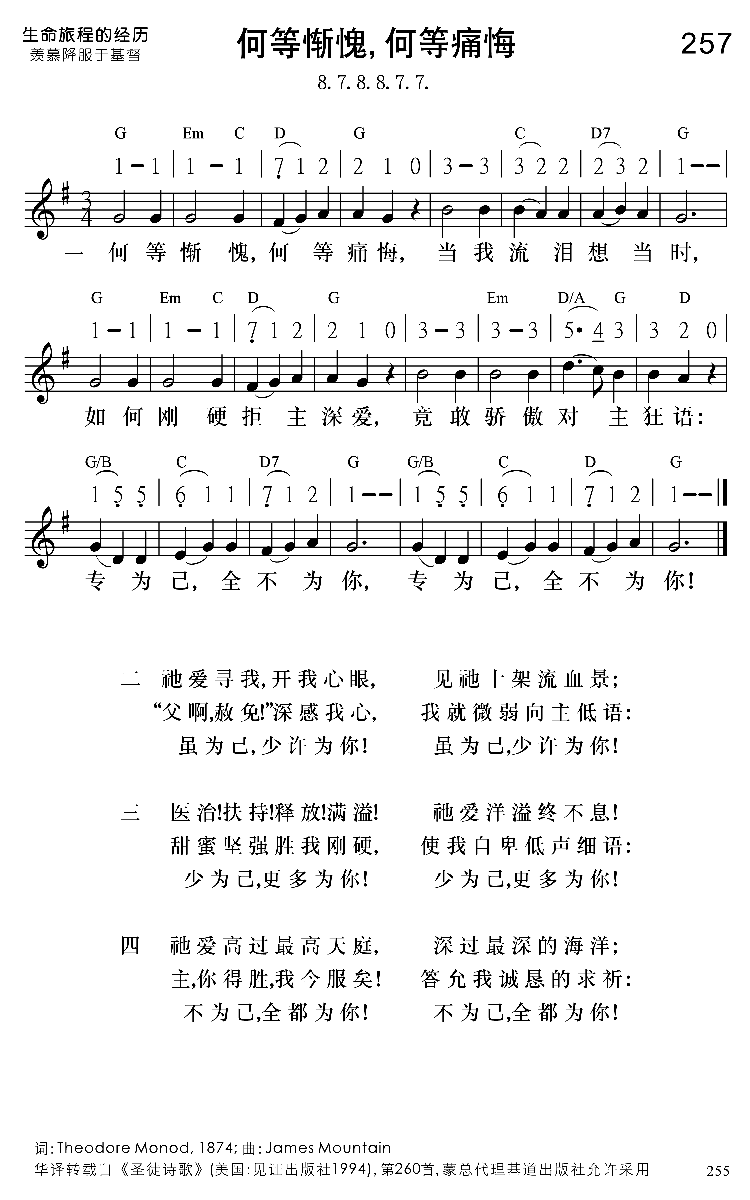 生命旅程的经历
羡慕降服于基督
何等惭愧,何等痛悔
257
8.7.8.8.7.7.
G Em C D G C D7 G
1 - 1 | 1 - 1 | 7 1 2 | 2 1 0 | 3 - 3 | 3 2 2 | 2 3 2 | 1 - - |
3
4
一 何 等 惭 愧, 何 等 痛 悔, 当 我 流 泪 想 当 时,
G Em C D G Em D/A G D
1 - 1 | 1 - 1 | 7 1 2 | 2 1 0 | 3 - 3 | 3 - 3 | 5· 4 3 | 3 2 0 |
如 何 刚 硬 拒 主 深 爱, 竟 敢 骄 傲 对 主 狂 语:
G/B C D7 G G/B C D G
1 5 5 | 6 1 1 | 7 1 2 | 1 - - | 1 5 5 | 6 1 1 | 7 1 2 | 1 - - ‖
专 为 己, 全 不 为 你, 专 为 己, 全 不 为 你!
二 祂爱寻我,开我心眼, 见祂十架流血景;
“父啊,赦免!”深感我心, 我就微弱向主低语:
虽为己,少许为你! 虽为己,少许为你!
三 医治!扶持!释放!满溢! 祂爱洋溢终不息!
甜蜜坚强胜我刚硬, 使我自卑低声细语:
少为己,更多为你! 少为己,更多为你!
四 祂爱高过最高天庭, 深过最深的海洋;
主,你得胜,我今服矣! 答允我诚恳的求祈:
不为己,全都为你! 不为己,全都为你!
词:Theodore Monod, 1874; 曲:James Mountain
华译转载自《圣徒诗歌》(美国:见证出版社1994), 第260首, 蒙总代理基道出版社允许采用
255